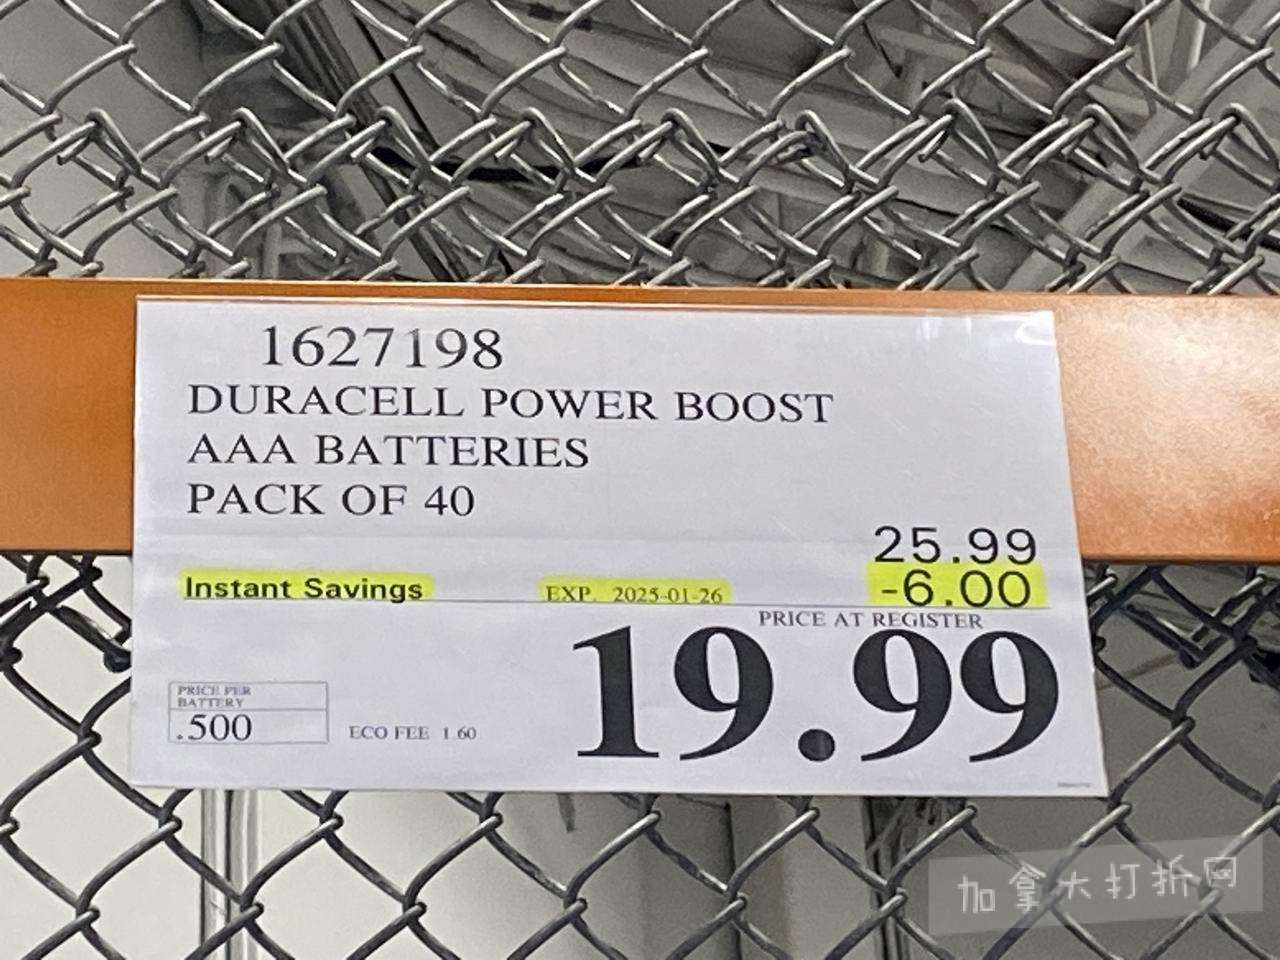 1627198
DURACELL POWER BOOST
AAA BATTERIES
PACK OF 40
25.99
Instant Savings EXP. 2025-01-26 -6.00
PRICE AT REGISTER
19.99
PRICE PER
BATTERY
.500
ECO FEE 1.60
加拿大打折网